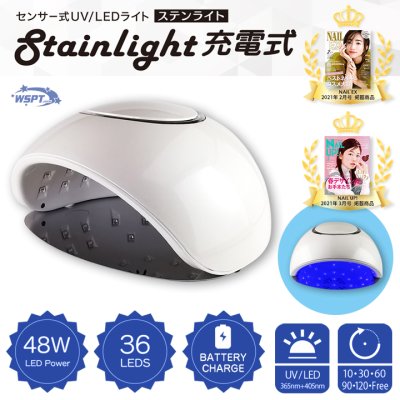 センサー式UV/LEDライト ステンライト
Stainlight 充電式
WSPT
NAIL EX
2021年2月号 掲載商品
NAIL UP!
2021年3月号 掲載商品
48W
LED Power
36
LEDS
BATTERY
CHARGE
UV/LED
365nm+405nm
10・30・60
90・120・Free